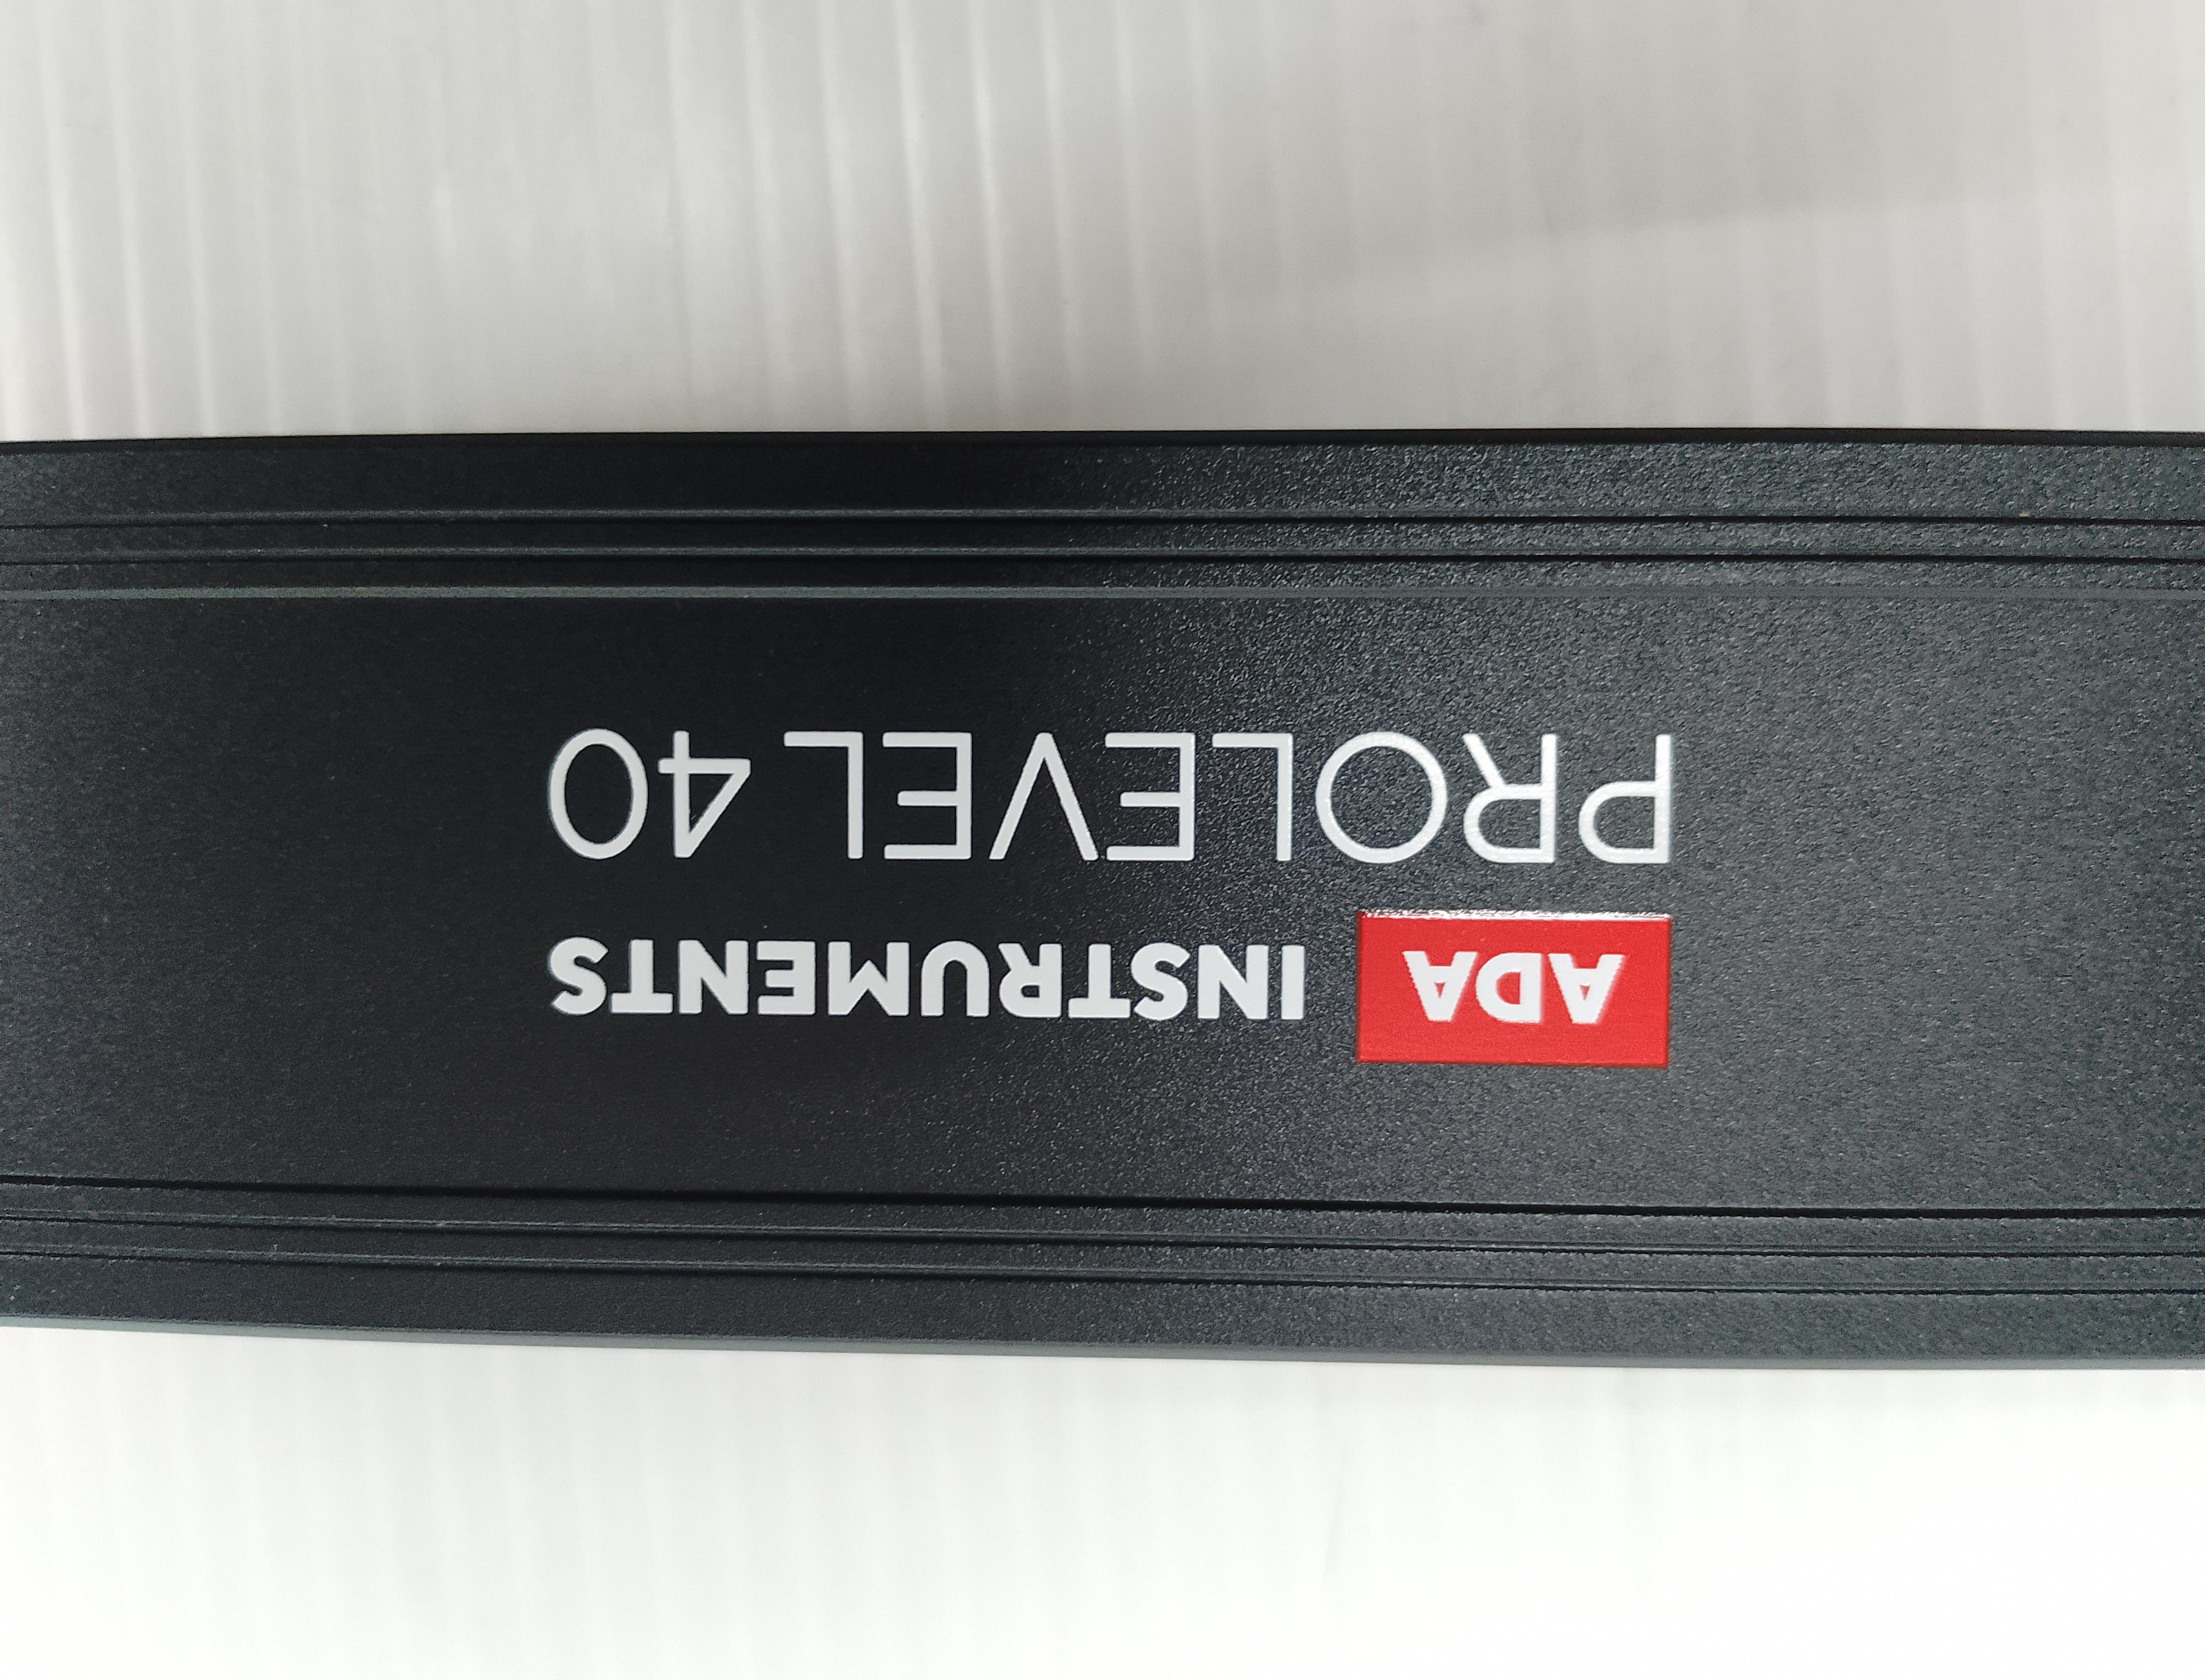 ADA INSTRUMENTS
PROLEVEL 40